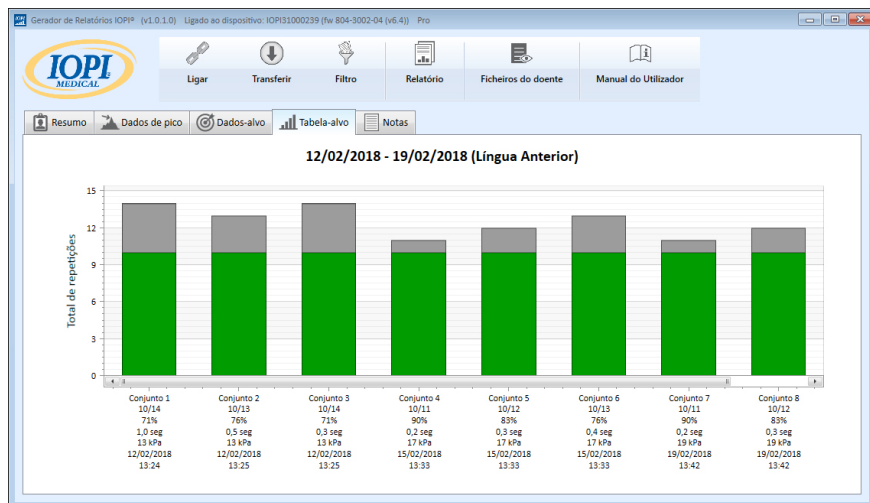 Gerador de Relatórios IOPI® (v1.0.1.0) Ligado ao dispositivo: IOPI31000239 (fw 804-3002-04 (v6.4)) Pro
IOPI
MEDICAL
Ligar Transferir Filtro Relatório Ficheiros do doente Manual do Utilizador
Resumo Dados de pico Dados-alvo Tabela-alvo Notas
12/02/2018 - 19/02/2018 (Língua Anterior)
Total de repetições
15
12
9
6
3
0
Conjunto 1 Conjunto 2 Conjunto 3 Conjunto 4 Conjunto 5 Conjunto 6 Conjunto 7 Conjunto 8
10/14 10/13 10/14 10/11 10/12 10/13 10/11 10/12
71% 76% 71% 90% 83% 76% 90% 83%
1,0 seg 0,5 seg 0,3 seg 0,2 seg 0,3 seg 0,4 seg 0,2 seg 0,3 seg
13 kPa 13 kPa 13 kPa 17 kPa 17 kPa 17 kPa 19 kPa 19 kPa
12/02/2018 12/02/2018 12/02/2018 15/02/2018 15/02/2018 15/02/2018 19/02/2018 19/02/2018
13:24 13:25 13:25 13:33 13:33 13:33 13:42 13:42